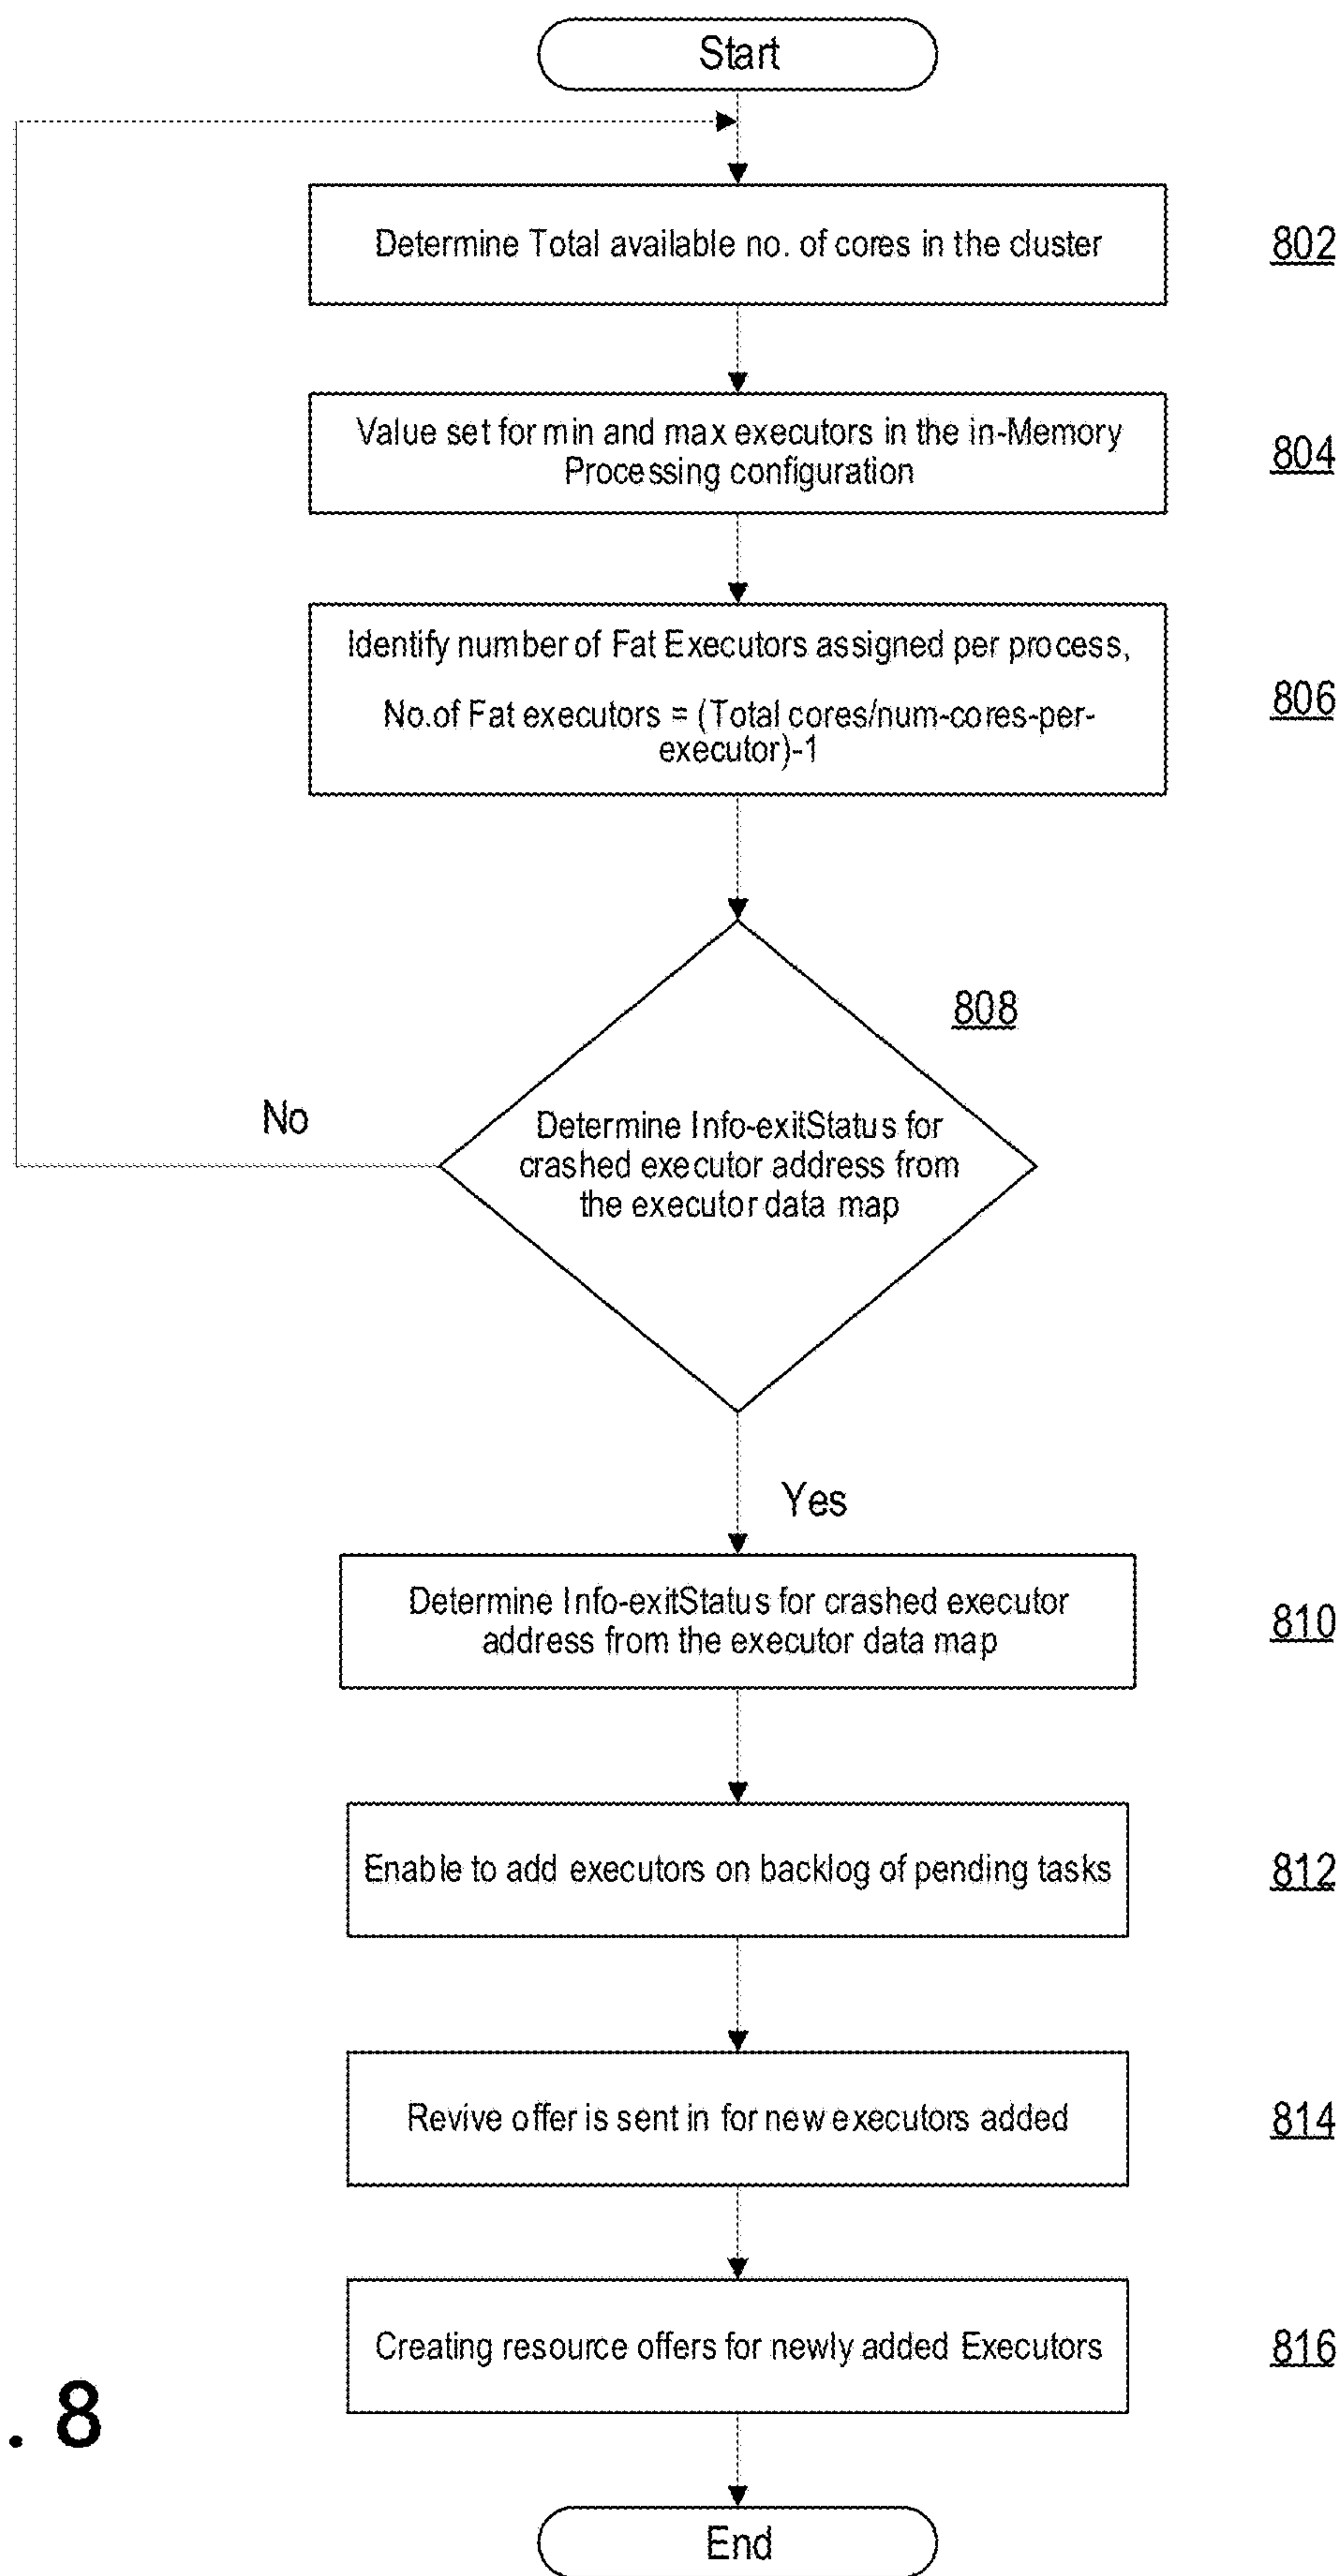 Start
Determine Total available no. of cores in the cluster
802
Value set for min and max executors in the in-Memory
Processing configuration
804
Identify number of Fat Executors assigned per process,
No.of Fat executors = (Total cores/num-cores-per-
executor)-1
806
808
Determine Info-exitStatus for
crashed executor address from
the executor data map
No
Yes
Determine Info-exitStatus for crashed executor
address from the executor data map
810
Enable to add executors on backlog of pending tasks
812
Revive offer is sent in for new executors added
814
Creating resource offers for newly added Executors
816
. 8
End